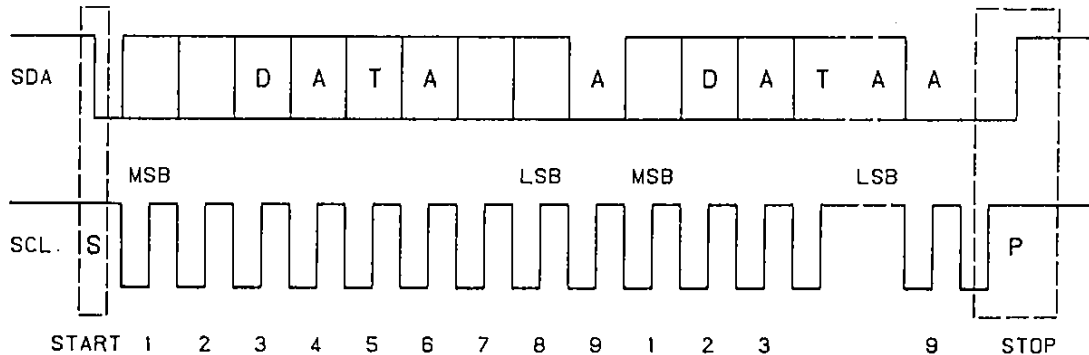 SDA D A T A A D A T A A
MSB LSB MSB LSB
SCL. S P
START 1 2 3 4 5 6 7 8 9 1 2 3 9 STOP